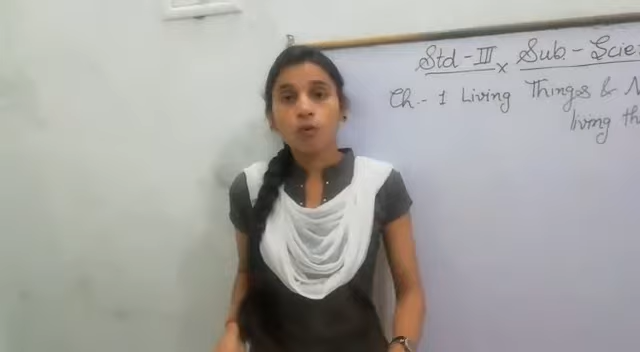 Std - III Sub - Scie
Ch. - 1 Living Things & N
living th